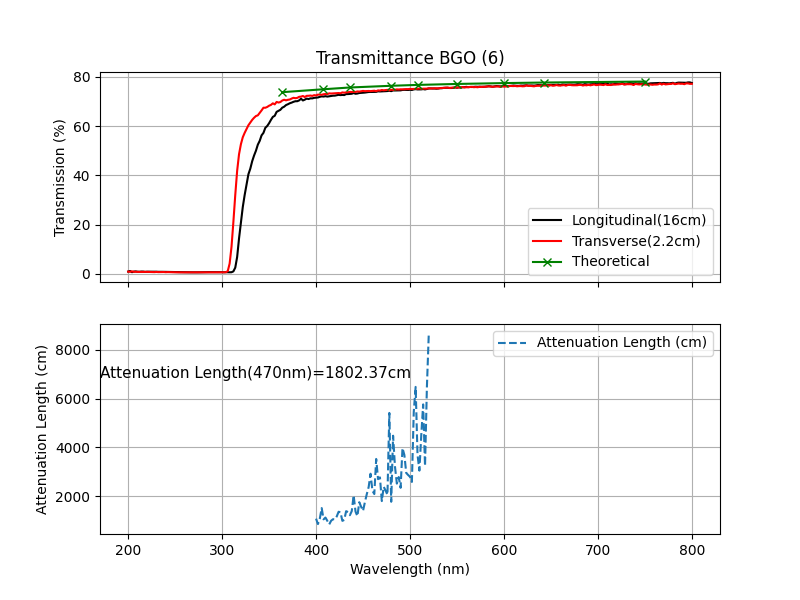 Transmittance BGO (6)
Transmission (%)
80
60
40
20
0
Longitudinal(16cm)
Transverse(2.2cm)
Theoretical
Attenuation Length (cm)
8000
6000
4000
2000
Attenuation Length (cm)
Attenuation Length(470nm)=1802.37cm
200 300 400 500 600 700 800
Wavelength (nm)